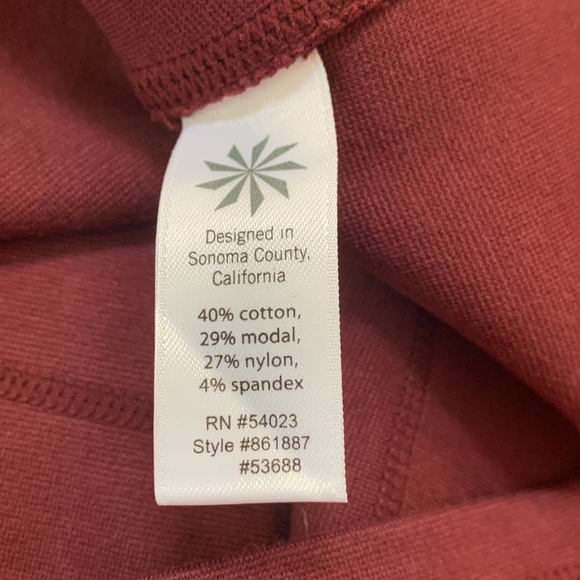 Designed in
Sonoma County,
California
40% cotton,
29% modal,
27% nylon,
4% spandex
RN #54023
Style #861887
#53688